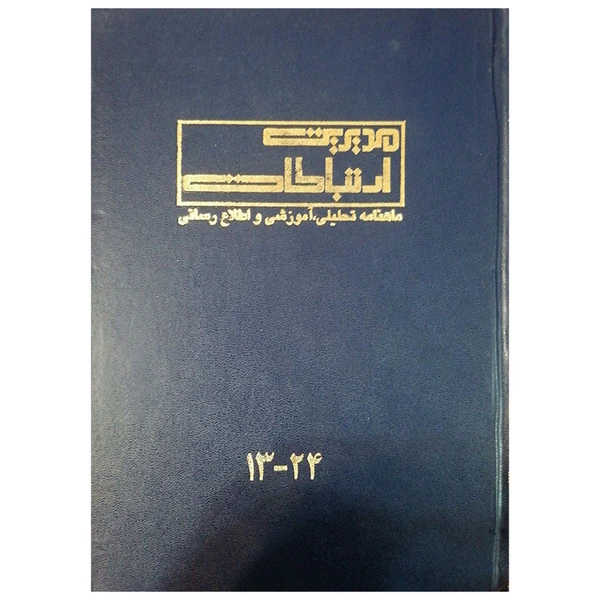 مدیریت
ارتباطات
ماهنامه تحلیلی،آموزشی و اطلاع رسانی
۱۳-۲۴